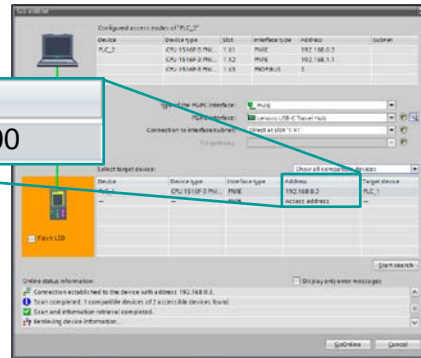 Go online
Configured access nodes of "PLC_2"
Device Device type Slot Interface type Address Subnet
PLC_2 CPU 1516F-3 PN/... 1 X1 PN/IE 192.168.0.3
CPU 1516F-3 PN/... 1 X2 PN/IE 192.168.1.1
CPU 1516F-3 PN/... 1 X3 PROFIBUS 2
Type of the PG/PC interface: PN/IE
PG/PC interface: Lenovo USB-C Travel Hub
Connection to interface/subnet: Direct at slot '1 X1'
1st gateway:
00
Select target device: Show all compatible devices
Device Device type Interface type Address Target device
CPU 1516F-3 PN... PN/IE 192.168.0.3 PLC_1
-- -- PN/IE Access address --
Flash LED
Start search
Online status information: Display only error messages
Connection established to the device with address 192.168.0.3.
Scan completed. 1 compatible devices of 2 accessible devices found.
Scan and information retrieval completed.
Retrieving device information...
GoOnline Cancel